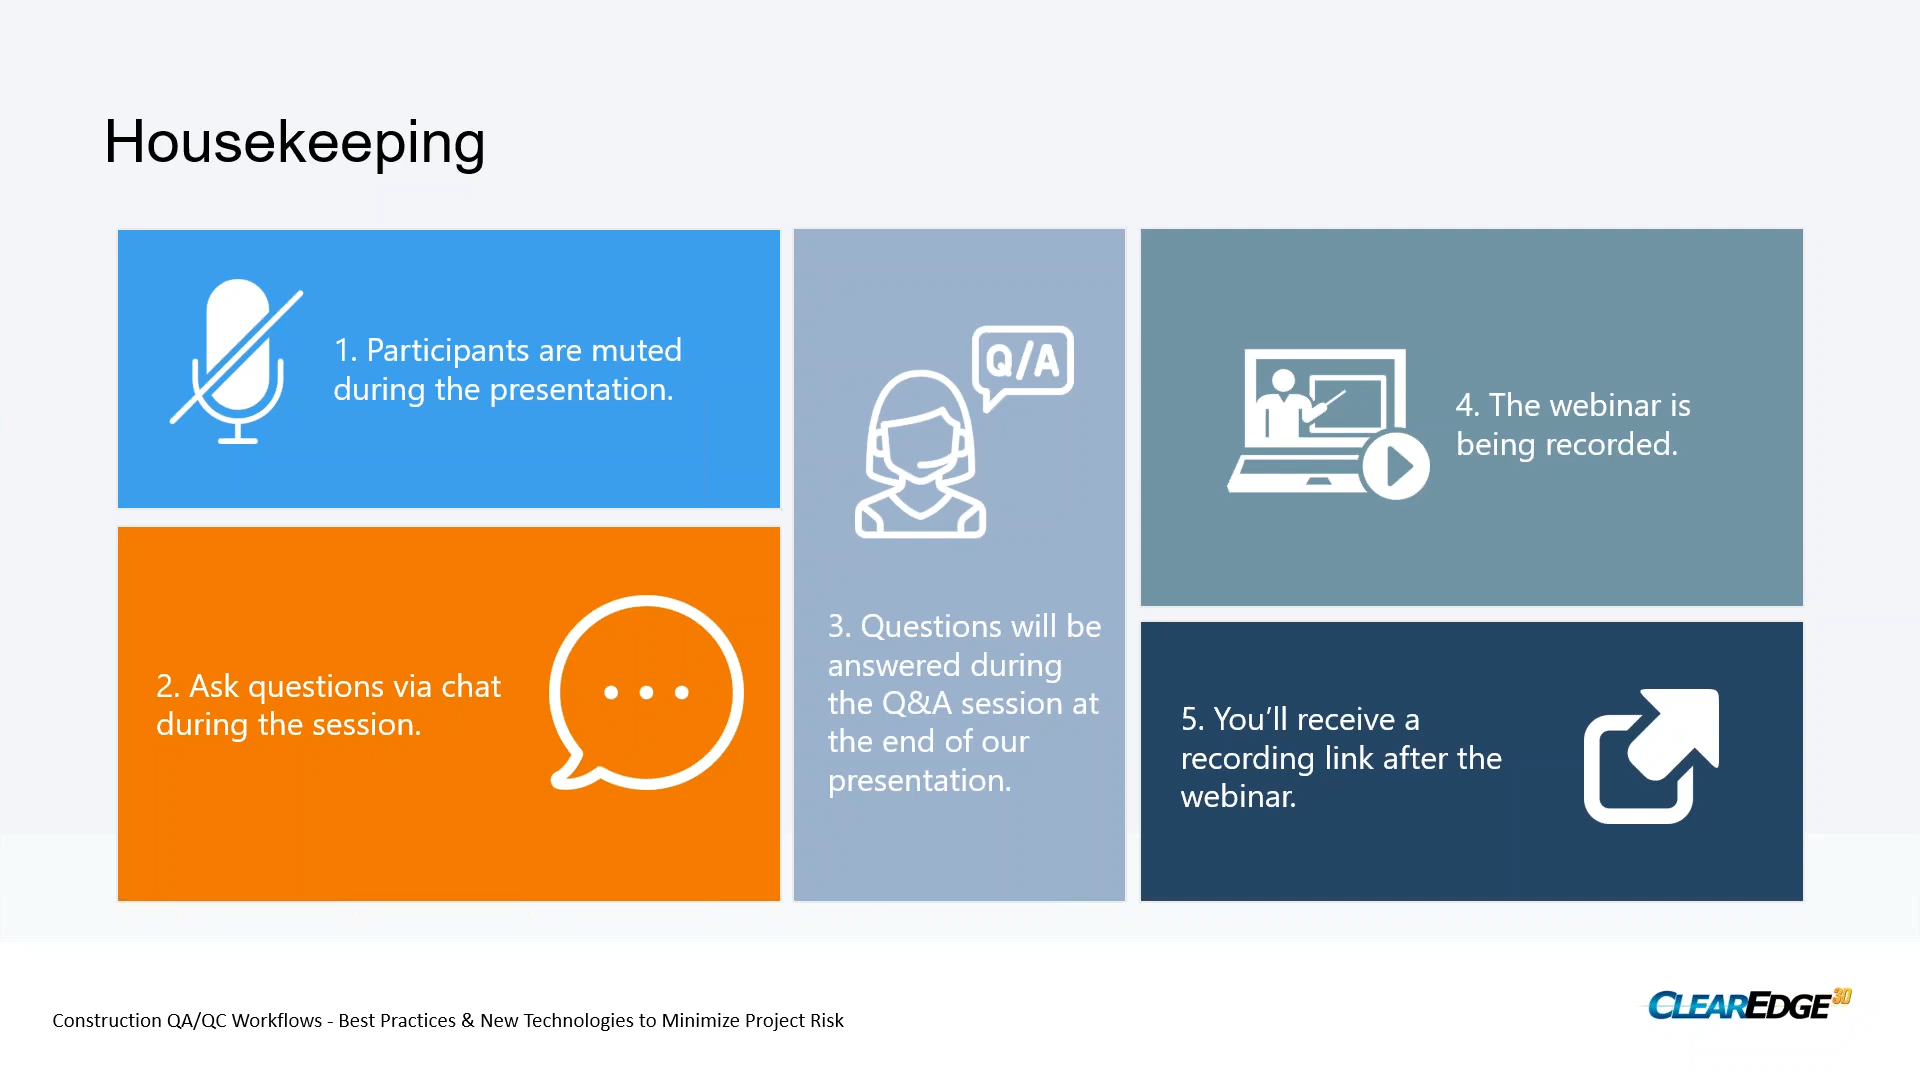 Housekeeping
1. Participants are muted
during the presentation.
2. Ask questions via chat
during the session.
Q/A
3. Questions will be
answered during
the Q&A session at
the end of our
presentation.
4. The webinar is
being recorded.
5. You’ll receive a
recording link after the
webinar.
Construction QA/QC Workflows - Best Practices & New Technologies to Minimize Project Risk
CLEAREDGE3D